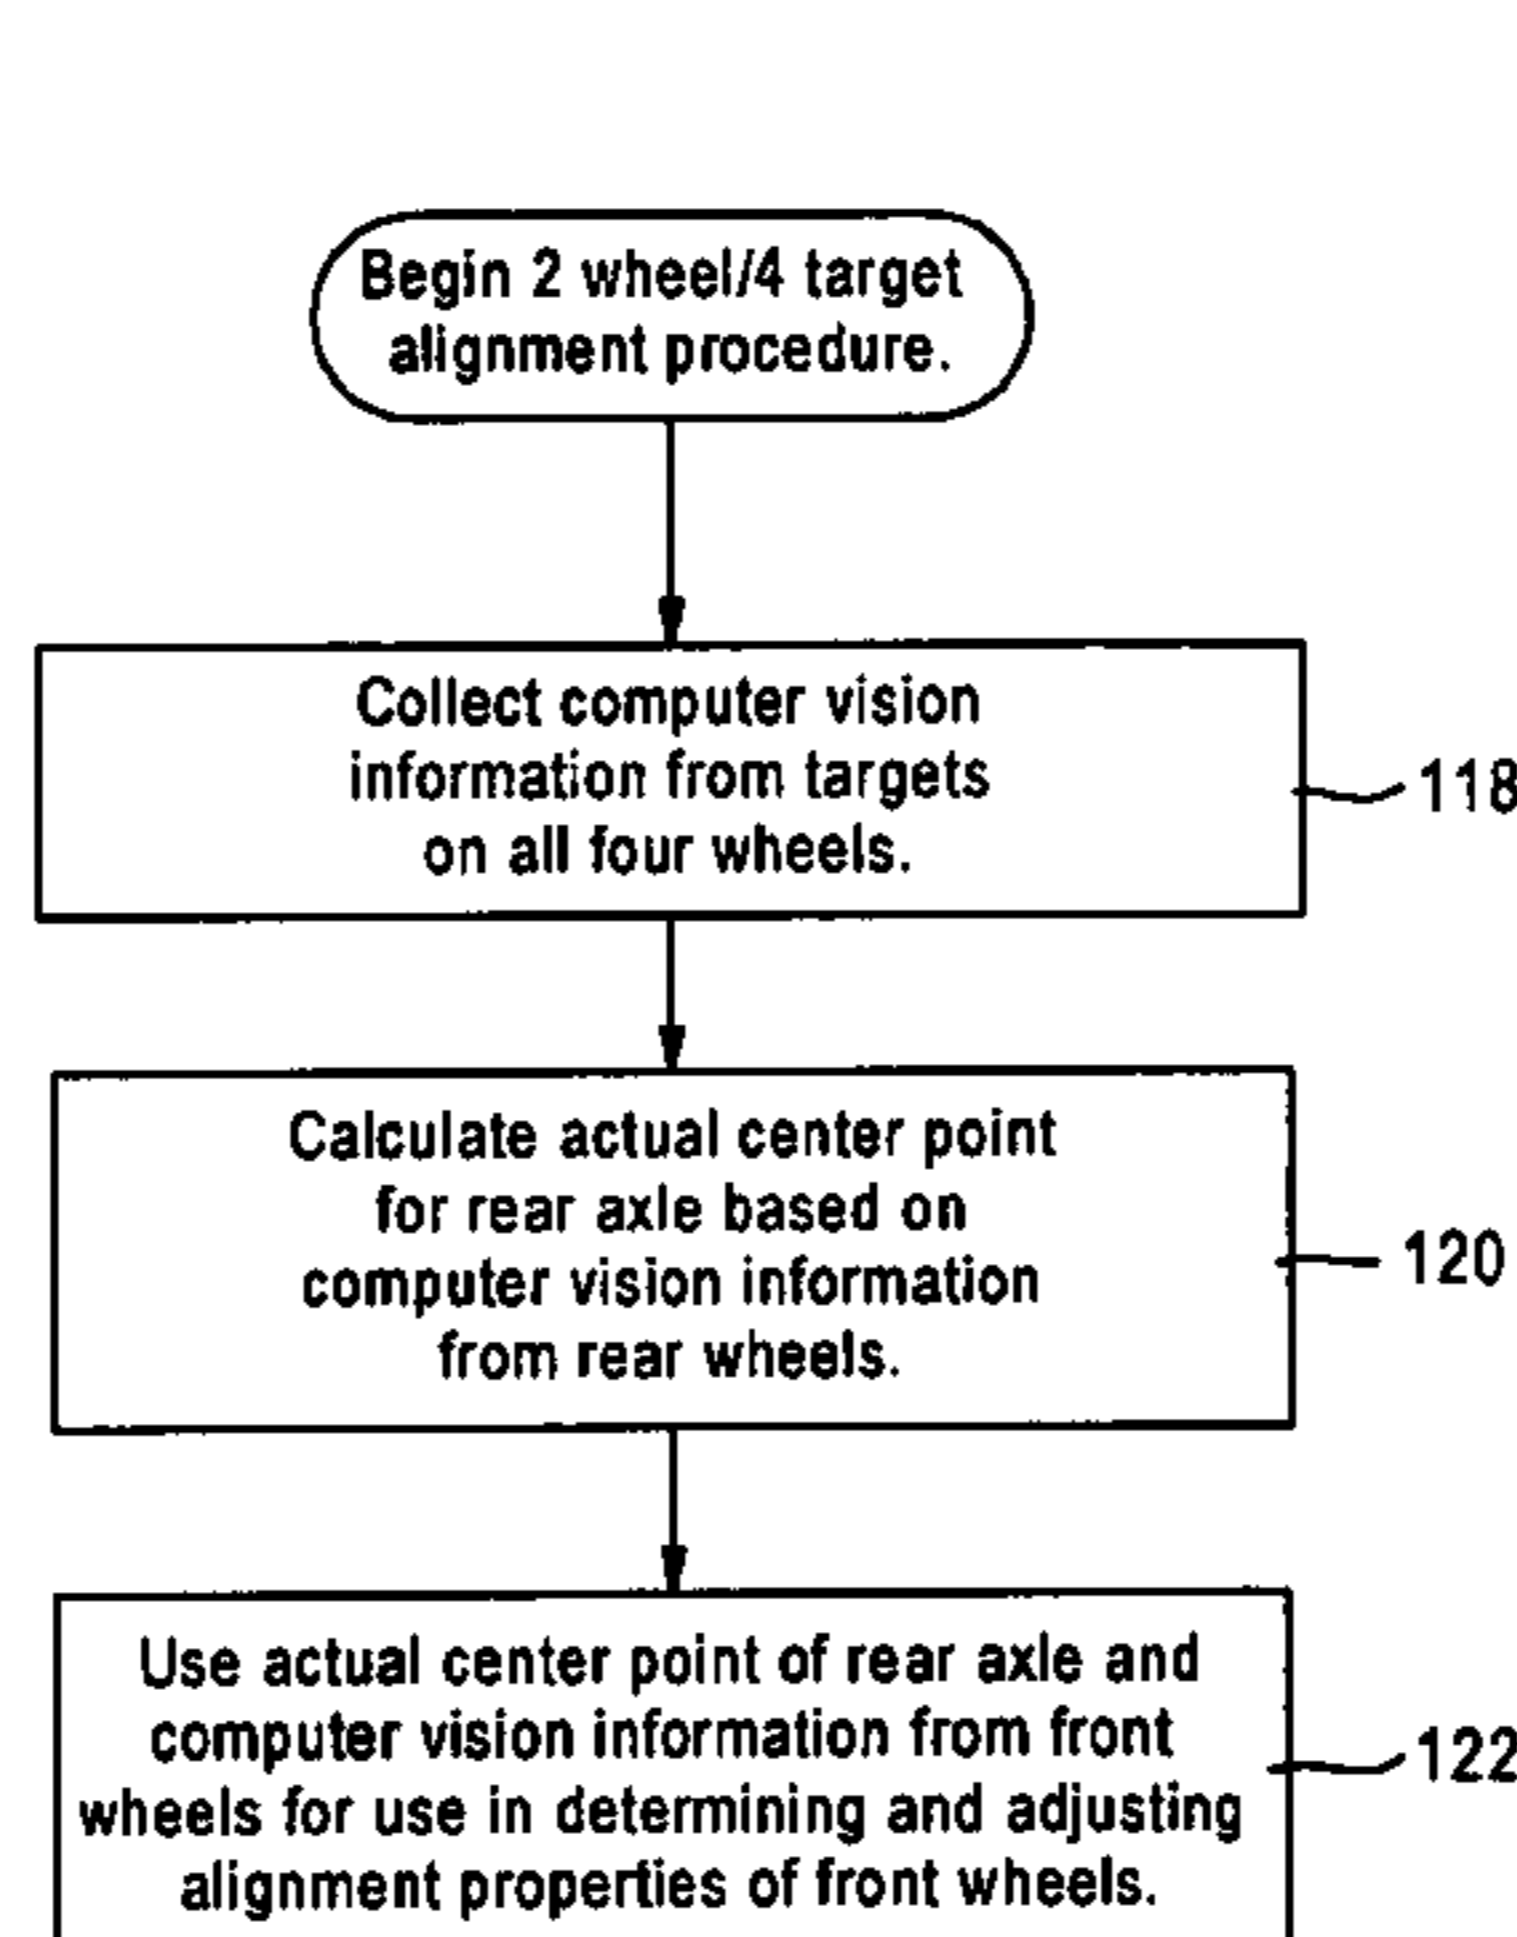 Begin 2 wheel/4 target
alignment procedure.
Collect computer vision
information from targets
on all four wheels.
118
Calculate actual center point
for rear axle based on
computer vision information
from rear wheels.
120
Use actual center point of rear axle and
computer vision information from front
wheels for use in determining and adjusting
alignment properties of front wheels.
122